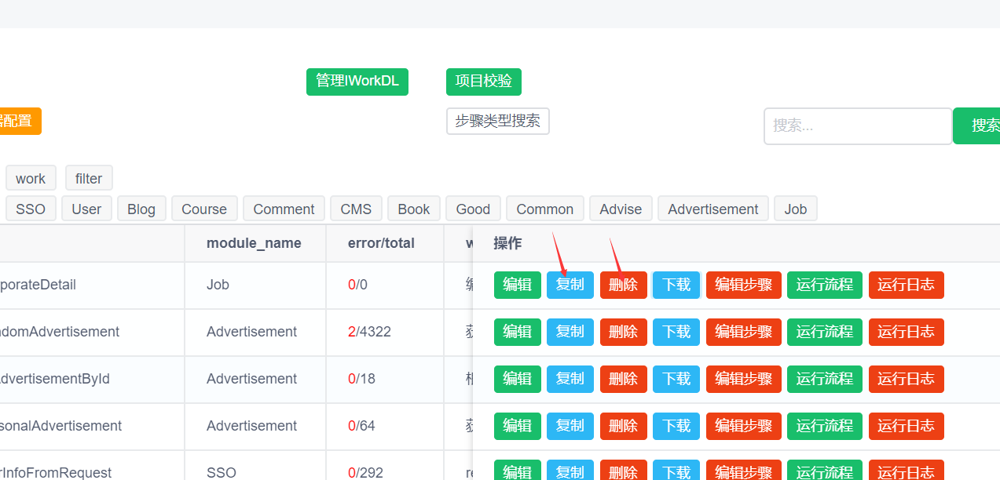 管理IWorkDL 项目校验
配置 步骤类型搜索 搜索... 搜索
work filter
SSO User Blog Course Comment CMS Book Good Common Advise Advertisement Job
module_name error/total w 操作
porateDetail Job 0/0 编辑 复制 删除 下载 编辑步骤 运行流程 运行日志
domAdvertisement Advertisement 2/4322 编辑 复制 删除 下载 编辑步骤 运行流程 运行日志
dvertisementById Advertisement 0/18 编辑 复制 删除 下载 编辑步骤 运行流程 运行日志
sonalAdvertisement Advertisement 0/64 编辑 复制 删除 下载 编辑步骤 运行流程 运行日志
rInfoFromRequest SSO 0/292 re 编辑 复制 删除 下载 编辑步骤 运行流程 运行日志